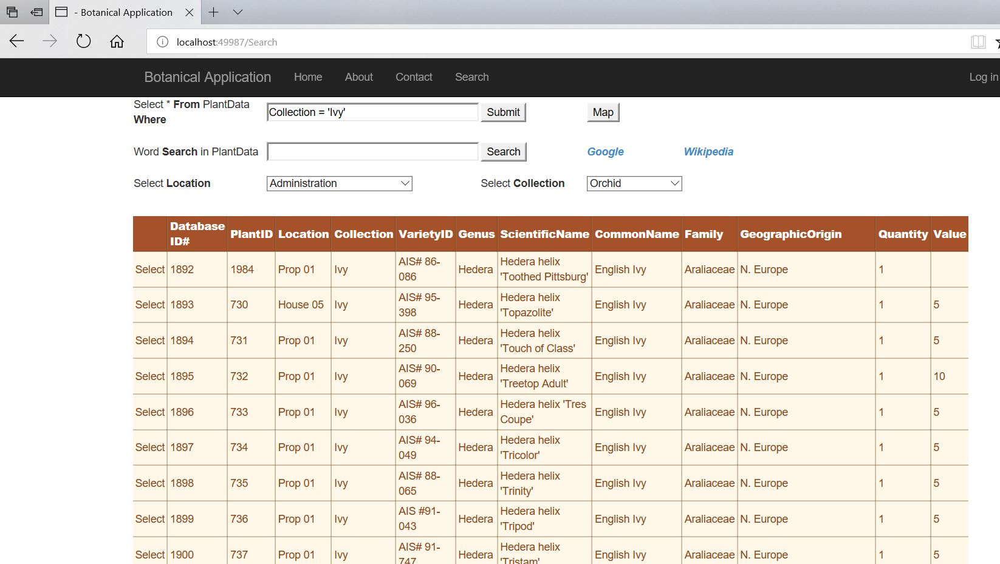 - Botanical Application
localhost:49987/Search
Botanical Application Home About Contact Search Log in
Select * From PlantData
Where
Collection = 'Ivy' Submit Map
Word Search in PlantData Search Google Wikipedia
Select Location Administration Select Collection Orchid
Database ID# PlantID Location Collection VarietyID Genus ScientificName CommonName Family GeographicOrigin Quantity Value
Select 1892 1984 Prop 01 Ivy AIS# 86-086 Hedera Hedera helix 'Toothed Pittsburg' English Ivy Araliaceae N. Europe 1
Select 1893 730 House 05 Ivy AIS# 95-398 Hedera Hedera helix 'Topazolite' English Ivy Araliaceae N. Europe 1 5
Select 1894 731 Prop 01 Ivy AIS# 88-250 Hedera Hedera helix 'Touch of Class' English Ivy Araliaceae N. Europe 1 5
Select 1895 732 Prop 01 Ivy AIS# 90-069 Hedera Hedera helix 'Treetop Adult' English Ivy Araliaceae N. Europe 1 10
Select 1896 733 Prop 01 Ivy AIS# 96-036 Hedera Hedera helix 'Tres Coupe' English Ivy Araliaceae N. Europe 1 5
Select 1897 734 Prop 01 Ivy AIS# 94-049 Hedera Hedera helix 'Tricolor' English Ivy Araliaceae N. Europe 1 5
Select 1898 735 Prop 01 Ivy AIS# 88-065 Hedera Hedera helix 'Trinity' English Ivy Araliaceae N. Europe 1 5
Select 1899 736 Prop 01 Ivy AIS #91-043 Hedera Hedera helix 'Tripod' English Ivy Araliaceae N. Europe 1 5
Select 1900 737 Prop 01 Ivy AIS# 91-747 Hedera Hedera helix 'Tristam' English Ivy Araliaceae N. Europe 1 5